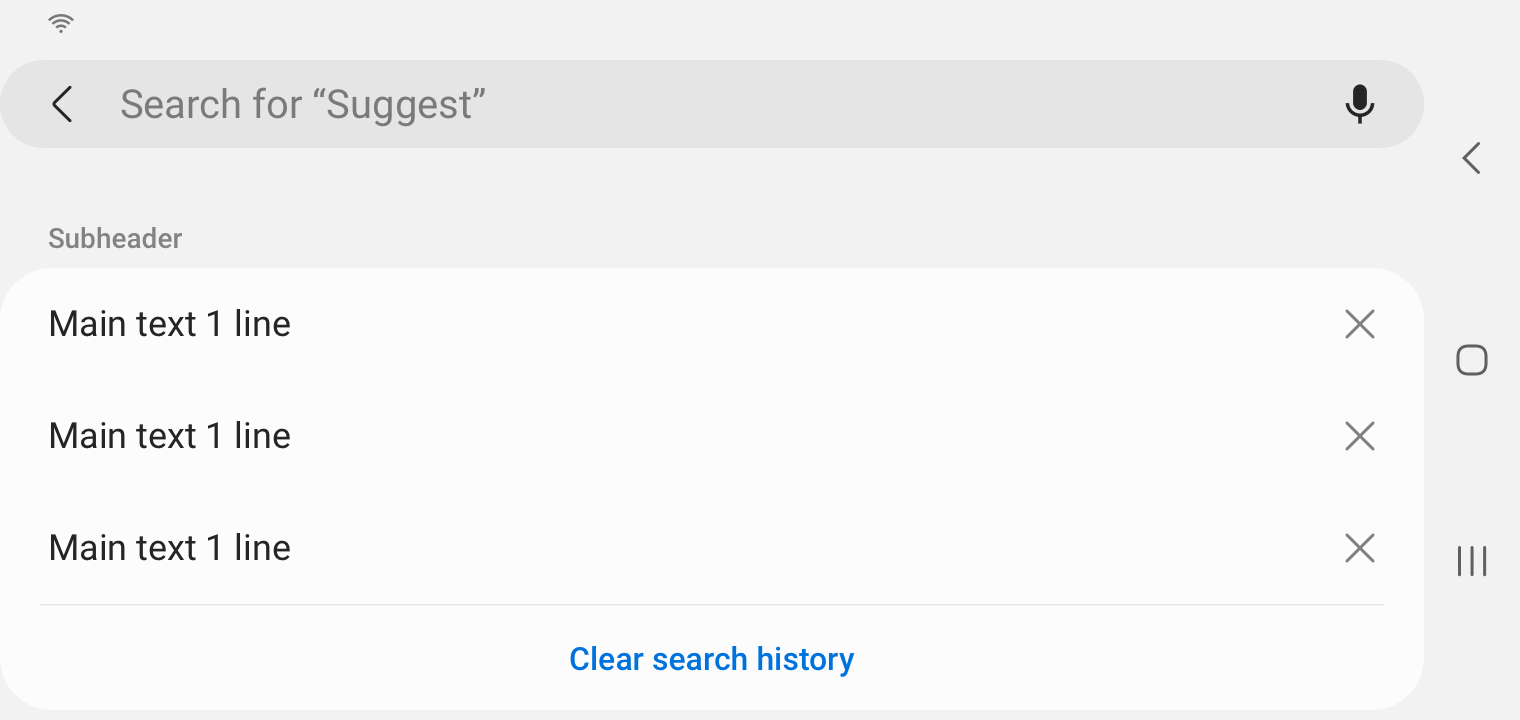 Search for “Suggest”
Subheader
Main text 1 line
Main text 1 line
Main text 1 line
Clear search history